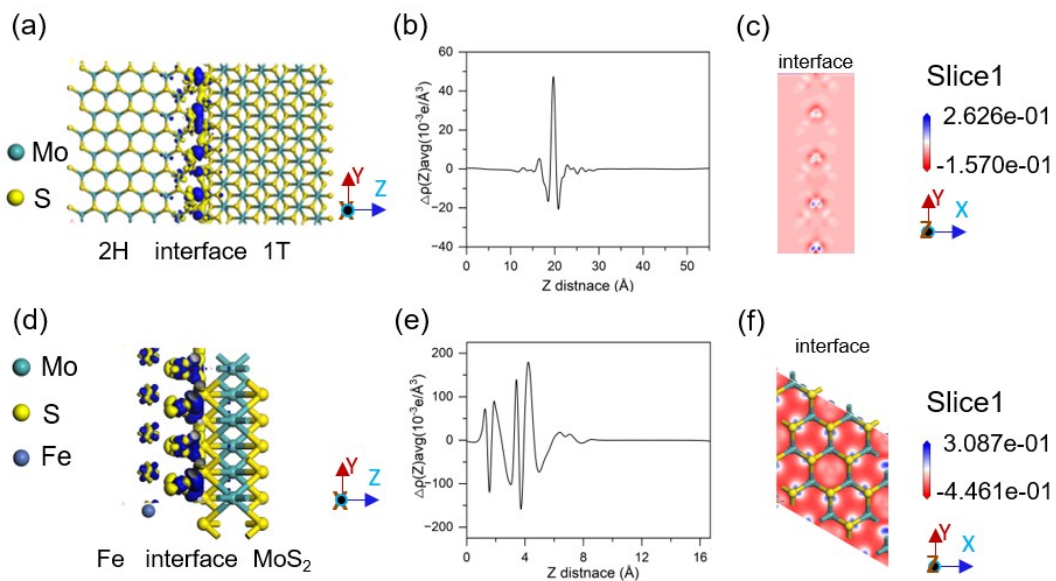 (a)
Mo
S
2H interface 1T
Y
Z
(b)
△ρ(Z)avg(10⁻³e/Å³)
60
40
20
0
−20
−40
0 10 20 30 40 50
Z distnace (Å)
(c)
interface
Slice1
2.626e-01
-1.570e-01
Y
Z
X
(d)
Mo
S
Fe
Fe interface MoS₂
Y
Z
(e)
△ρ(Z)avg(10⁻³e/Å³)
200
100
0
−100
−200
0 4 8 12 16
Z distnace (Å)
(f)
interface
Slice1
3.087e-01
-4.461e-01
Y
Z
X